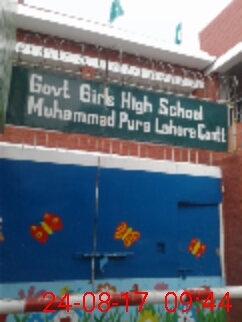 Govt Girls High School
Muhammad Pura Lahore Cantt
24-08-17 09:44